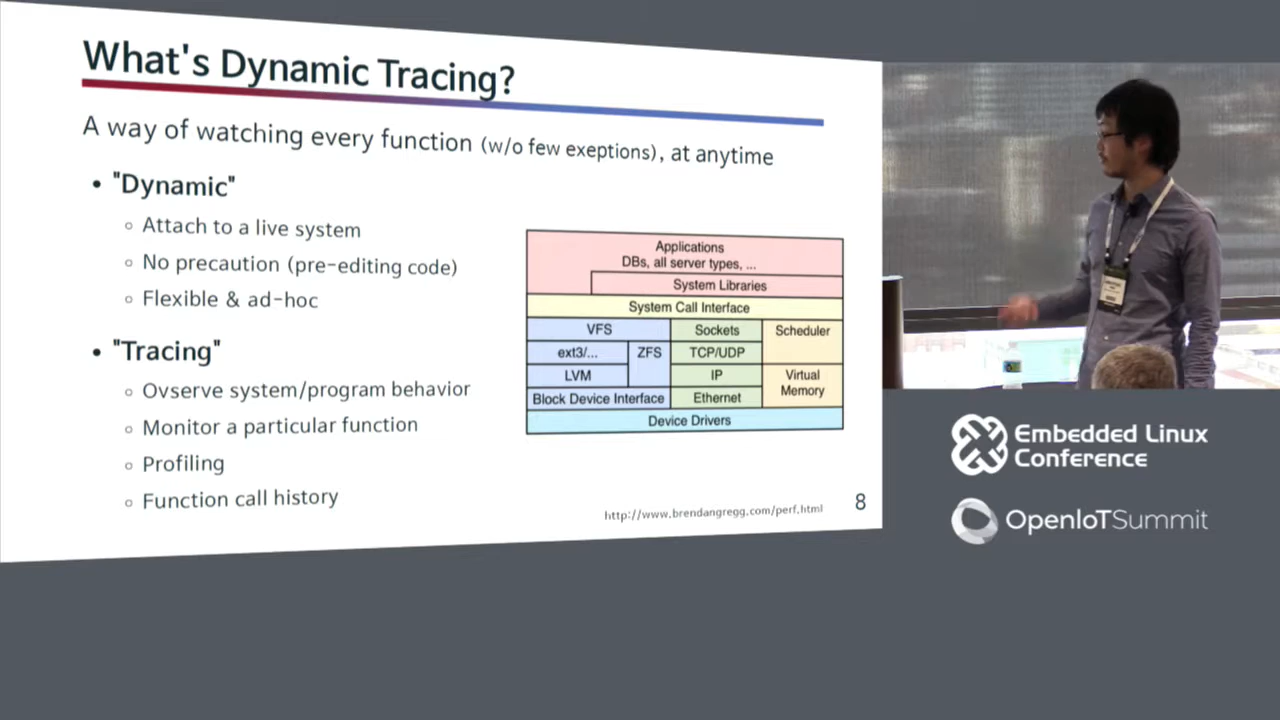 What's Dynamic Tracing?
A way of watching every function (w/o few exeptions), at anytime
• "Dynamic"
◦ Attach to a live system
◦ No precaution (pre-editing code)
◦ Flexible & ad-hoc
• "Tracing"
◦ Ovserve system/program behavior
◦ Monitor a particular function
◦ Profiling
◦ Function call history
Applications
DBs, all server types, ...
System Libraries
System Call Interface
VFS
Sockets
Scheduler
ext3/...
ZFS
TCP/UDP
LVM
IP
Virtual
Memory
Block Device Interface
Ethernet
Device Drivers
http://www.brendangregg.com/perf.html
8
Embedded Linux
Conference
OpenIoTSummit